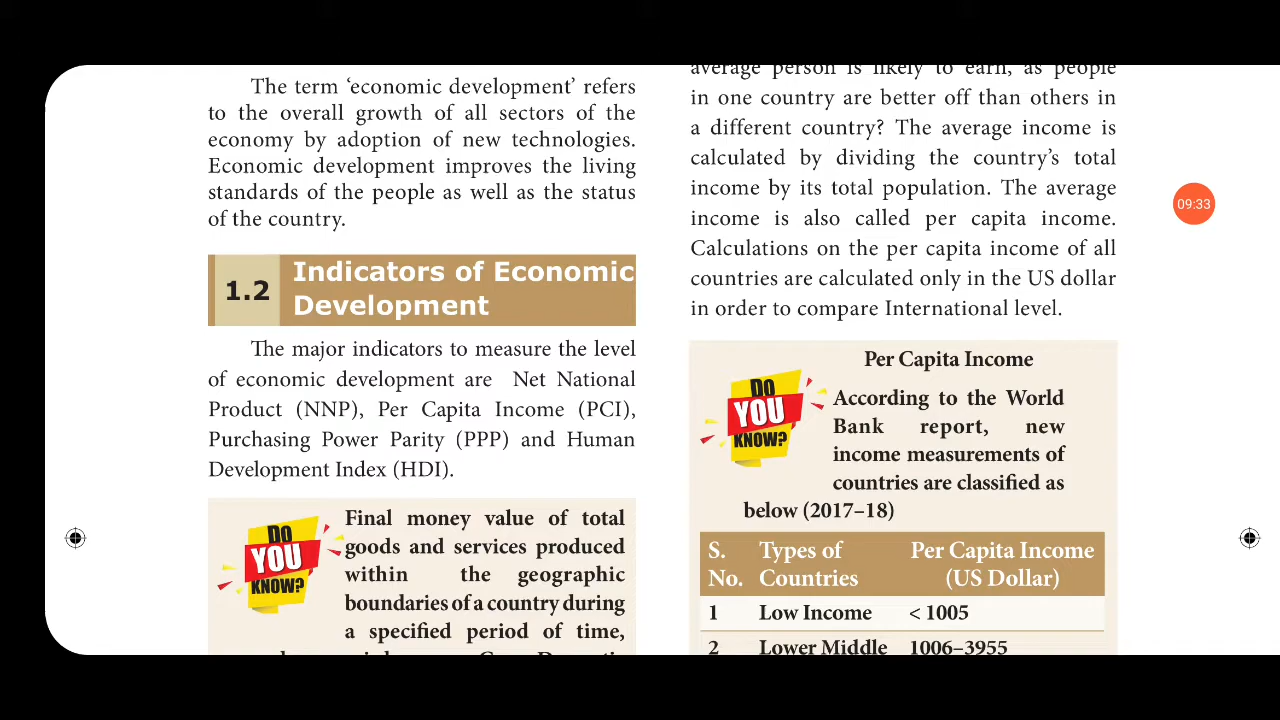 The term ‘economic development’ refers
to the overall growth of all sectors of the
economy by adoption of new technologies.
Economic development improves the living
standards of the people as well as the status
of the country.
1.2
Indicators of Economic
Development
The major indicators to measure the level
of economic development are Net National
Product (NNP), Per Capita Income (PCI),
Purchasing Power Parity (PPP) and Human
Development Index (HDI).
DO
YOU
KNOW?
Final money value of total
goods and services produced
within the geographic
boundaries of a country during
a specified period of time,
average person is likely to earn, as people
in one country are better off than others in
a different country? The average income is
calculated by dividing the country’s total
income by its total population. The average
income is also called per capita income.
Calculations on the per capita income of all
countries are calculated only in the US dollar
in order to compare International level.
Per Capita Income
DO
YOU
KNOW?
According to the World
Bank report, new
income measurements of
countries are classified as
below (2017–18)
S. Types of Per Capita Income
No. Countries (US Dollar)
1 Low Income < 1005
2 Lower Middle 1006–3955
09:33